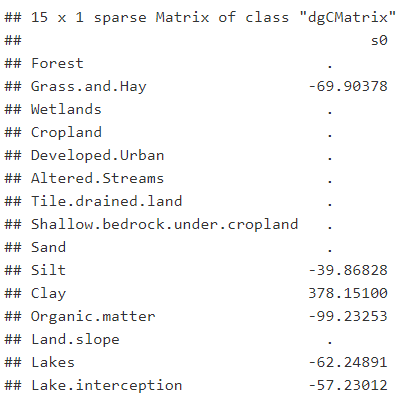 ## 15 x 1 sparse Matrix of class "dgCMatrix"
##                                      s0
## Forest                           .
## Grass.and.Hay                 -69.90378
## Wetlands                         .
## Cropland                         .
## Developed.Urban                  .
## Altered.Streams                  .
## Tile.drained.land                .
## Shallow.bedrock.under.cropland   .
## Sand                             .
## Silt                          -39.86828
## Clay                          378.15100
## Organic.matter                -99.23253
## Land.slope                       .
## Lakes                         -62.24891
## Lake.interception             -57.23012